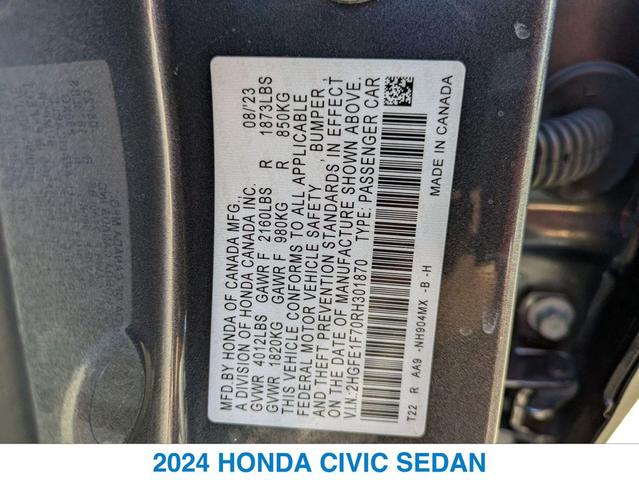 MFD.BY HONDA OF CANADA MFG., 08/'23
A DIVISION OF HONDA CANADA INC.
GVWR 4012LBS GAWR F 2160LBS R 1873LBS
GVWR 1820KG GAWR F 980KG R 850KG
THIS VEHICLE CONFORMS TO ALL APPLICABLE
FEDERAL MOTOR VEHICLE SAFETY, BUMPER,
AND THEFT PREVENTION STANDARDS, IN EFFECT
ON THE DATE OF MANUFACTURE SHOWN ABOVE.
V.I.N.:2HGFE1F70RH301870 TYPE: PASSENGER CAR
T22 R AA9 -NH904MX -B -H
MADE IN CANADA
2024 HONDA CIVIC SEDAN